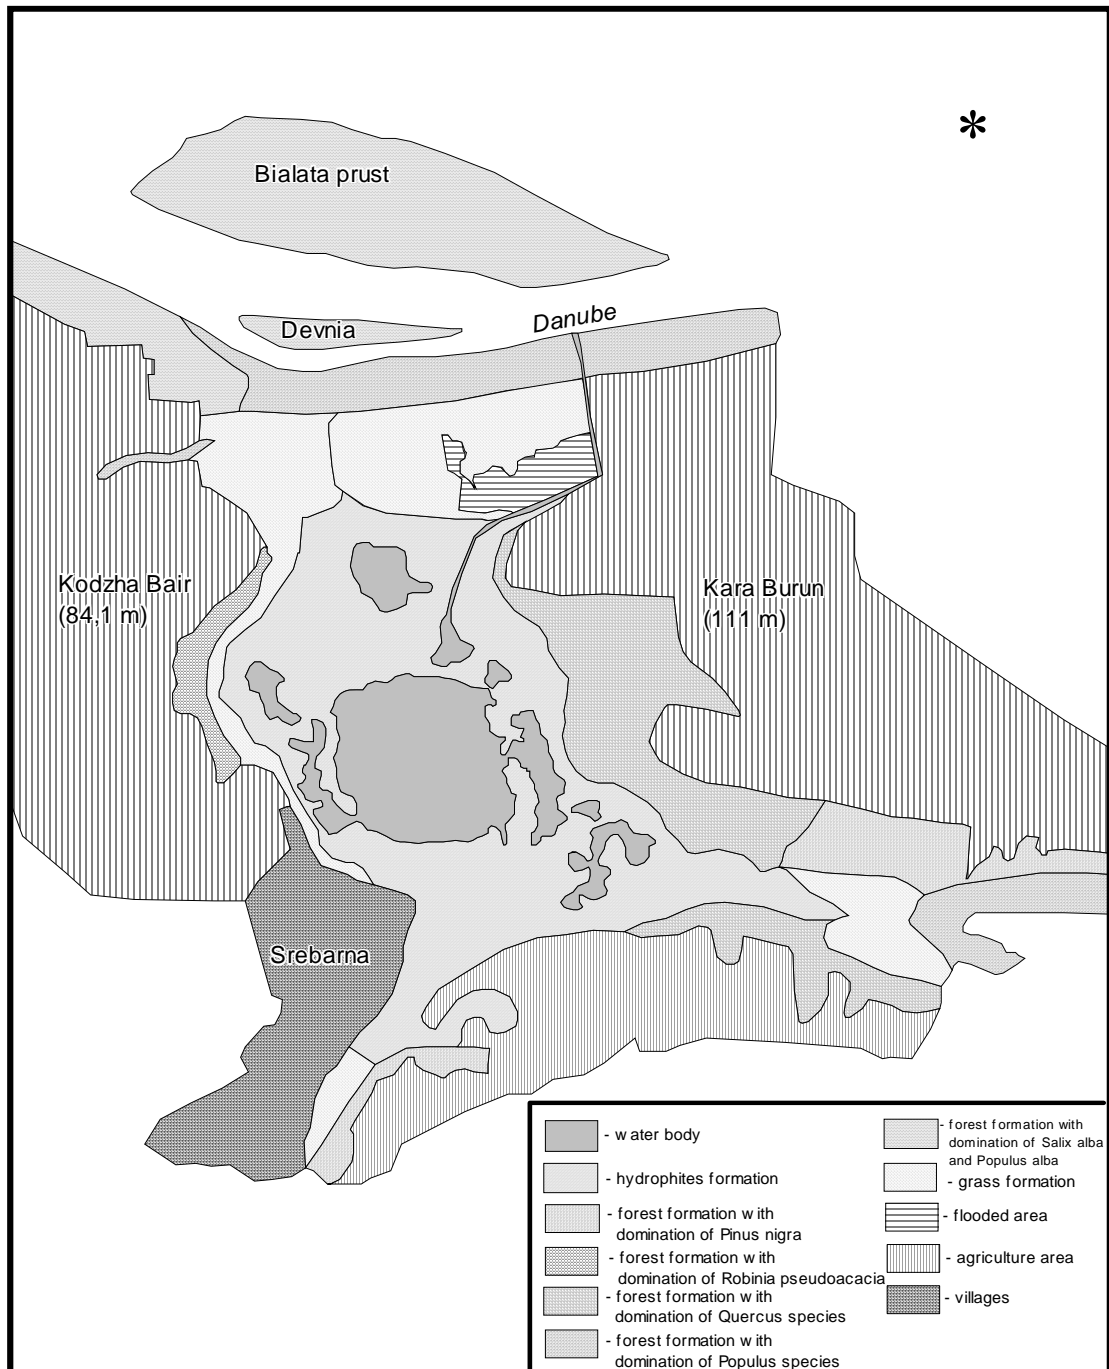 *
Bialata prust
Devnia
Danube
Kodzha Bair
(84,1 m)
Kara Burun
(111 m)
Srebarna
- water body
- hydrophites formation
- forest formation with
domination of Pinus nigra
- forest formation with
domination of Robinia pseudoacacia
- forest formation with
domination of Quercus species
- forest formation with
domination of Populus species
- forest formation with
domination of Salix alba
and Populus alba
- grass formation
- flooded area
- agriculture area
- villages